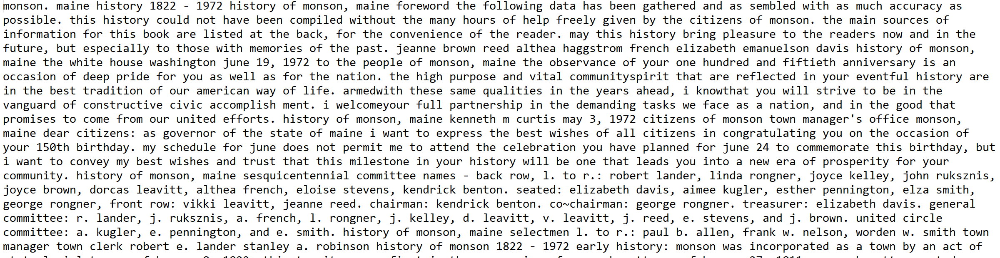 monson. maine history 1822 - 1972 history of monson, maine foreword the following data has been gathered and as sembled with as much accuracy as
possible. this history could not have been compiled without the many hours of help freely given by the citizens of monson. the main sources of
information for this book are listed at the back, for the convenience of the reader. may this history bring pleasure to the readers now and in the
future, but especially to those with memories of the past. jeanne brown reed althea haggstrom french elizabeth emanuelson davis history of monson,
maine the white house washington june 19, 1972 to the people of monson, maine the observance of your one hundred and fiftieth anniversary is an
occasion of deep pride for you as well as for the nation. the high purpose and vital communityspirit that are reflected in your eventful history are
in the best tradition of our american way of life. armedwith these same qualities in the years ahead, i knowthat you will strive to be in the
vanguard of constructive civic accomplish ment. i welcomeyour full partnership in the demanding tasks we face as a nation, and in the good that
promises to come from our united efforts. history of monson, maine kenneth m curtis may 3, 1972 citizens of monson town manager's office monson,
maine dear citizens: as governor of the state of maine i want to express the best wishes of all citizens in congratulating you on the occasion of
your 150th birthday. my schedule for june does not permit me to attend the celebration you have planned for june 24 to commemorate this birthday, but
i want to convey my best wishes and trust that this milestone in your history will be one that leads you into a new era of prosperity for your
community. history of monson, maine sesquicentennial committee names - back row, l. to r.: robert lander, linda rongner, joyce kelley, john ruksznis,
joyce brown, dorcas leavitt, althea french, eloise stevens, kendrick benton. seated: elizabeth davis, aimee kugler, esther pennington, elza smith,
george rongner, front row: vikki leavitt, jeanne reed. chairman: kendrick benton. co~chairman: george rongner. treasurer: elizabeth davis. general
committee: r. lander, j. ruksznis, a. french, l. rongner, j. kelley, d. leavitt, v. leavitt, j. reed, e. stevens, and j. brown. united circle
committee: a. kugler, e. pennington, and e. smith. history of monson, maine selectmen l. to r.: paul b. allen, frank w. nelson, worden w. smith town
manager town clerk robert e. lander stanley a. robinson history of monson 1822 - 1972 early history: monson was incorporated as a town by an act of